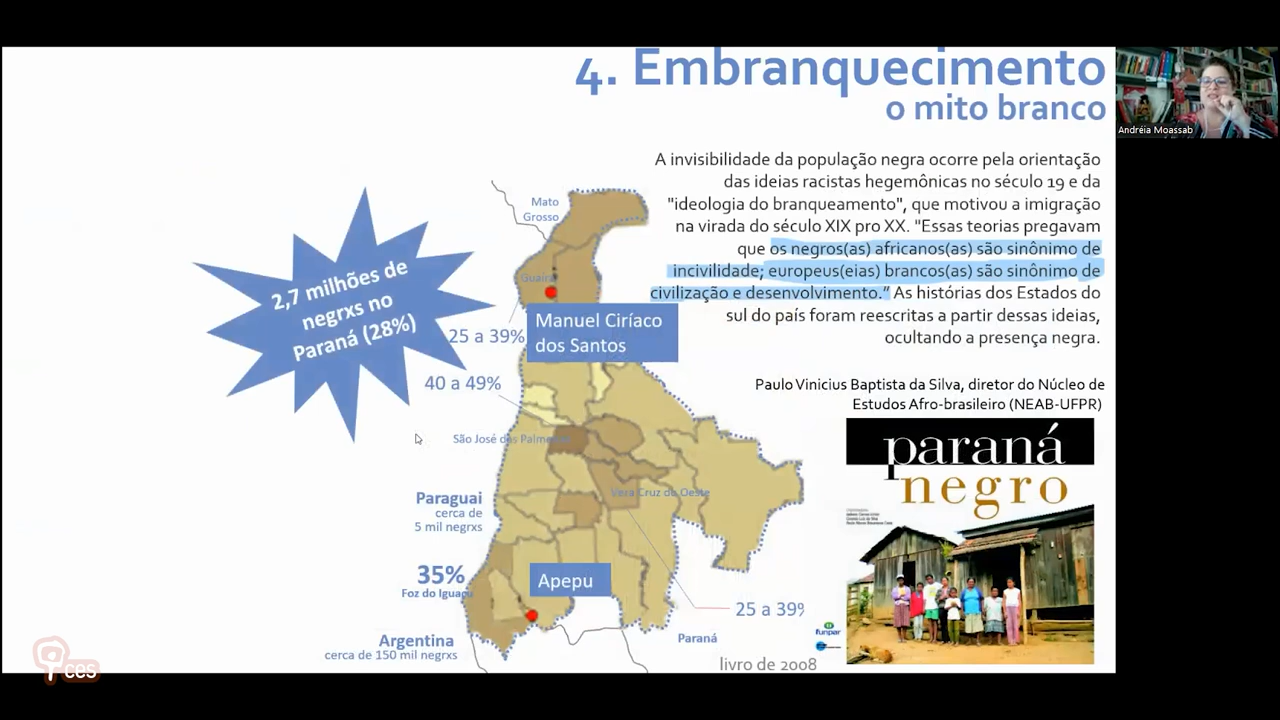 4. Embranquecimento
o mito branco
Andréia Moassab
A invisibilidade da população negra ocorre pela orientação
das ideias racistas hegemônicas no século 19 e da
"ideologia do branqueamento", que motivou a imigração
na virada do século XIX pro XX. "Essas teorias pregavam
que os negros(as) africanos(as) são sinônimo de
incivilidade; europeus(eias) brancos(as) são sinônimo de
civilização e desenvolvimento." As histórias dos Estados do
sul do país foram reescritas a partir dessas ideias,
ocultando a presença negra.
Paulo Vinicius Baptista da Silva, diretor do Núcleo de
Estudos Afro-brasileiro (NEAB-UFPR)
2,7 milhões de
negrxs no
Paraná (28%)
Mato
Grosso
Guaíra
25 a 39%
Manuel Ciríaco
dos Santos
40 a 49%
São José das Palmeiras
Vera Cruz do Oeste
Paraguai
cerca de
5 mil negrxs
35%
Foz do Iguaçu
Apepu
25 a 39%
Argentina
cerca de 150 mil negrxs
Paraná
livro de 2008
paraná
negro
funpar
ces